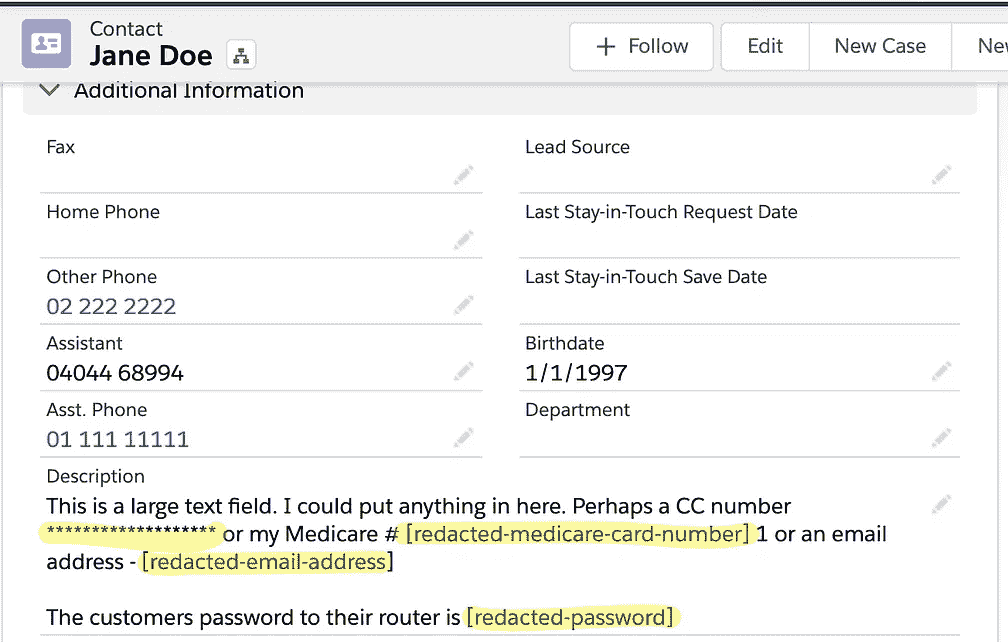 Contact
Jane Doe
Follow
Edit
New Case
Additional Information
Fax
Lead Source
Home Phone
Last Stay-in-Touch Request Date
Other Phone
02 222 2222
Last Stay-in-Touch Save Date
Assistant
04044 68994
Birthdate
1/1/1997
Asst. Phone
01 111 11111
Department
Description
This is a large text field. I could put anything in here. Perhaps a CC number
******************* or my Medicare # [redacted-medicare-card-number] 1 or an email
address - [redacted-email-address]
The customers password to their router is [redacted-password]